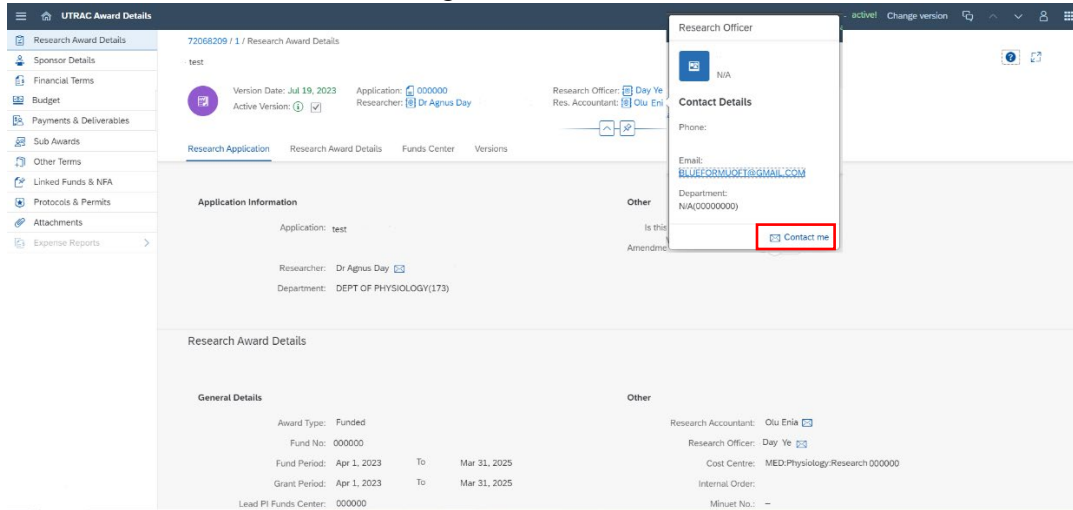 UTRAC Award Details
active! Change version
Research Award Details
Sponsor Details
Financial Terms
Budget
Payments & Deliverables
Sub Awards
Other Terms
Linked Funds & NFA
Protocols & Permits
Attachments
Expense Reports
72068209 / 1 / Research Award Details
test
Version Date: Jul 19, 2023
Active Version:
Application: 000000
Researcher: Dr Agnus Day
Research Officer: Day Ye
Res. Accountant: Olu Eni
Research Application Research Award Details Funds Center Versions
Research Officer
N/A
Contact Details
Phone:
Email:
BLUEFORMUOFT@GMAIL.COM
Department:
N/A(00000000)
Contact me
Application Information
Application: test
Researcher: Dr Agnus Day
Department: DEPT OF PHYSIOLOGY(173)
Other
Is this
Amendme
Research Award Details
General Details
Award Type: Funded
Fund No: 000000
Fund Period: Apr 1, 2023 To Mar 31, 2025
Grant Period: Apr 1, 2023 To Mar 31, 2025
Lead PI Funds Center: 000000
Other
Research Accountant: Olu Enia
Research Officer: Day Ye
Cost Centre: MED:Physiology:Research 000000
Internal Order:
Minuet No.: –